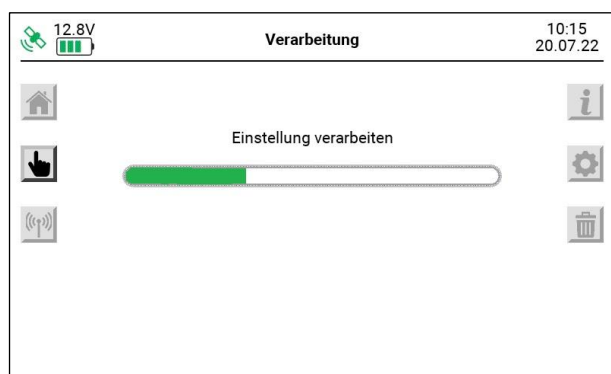 12.8V
Verarbeitung
10:15
20.07.22
i
Einstellung verarbeiten